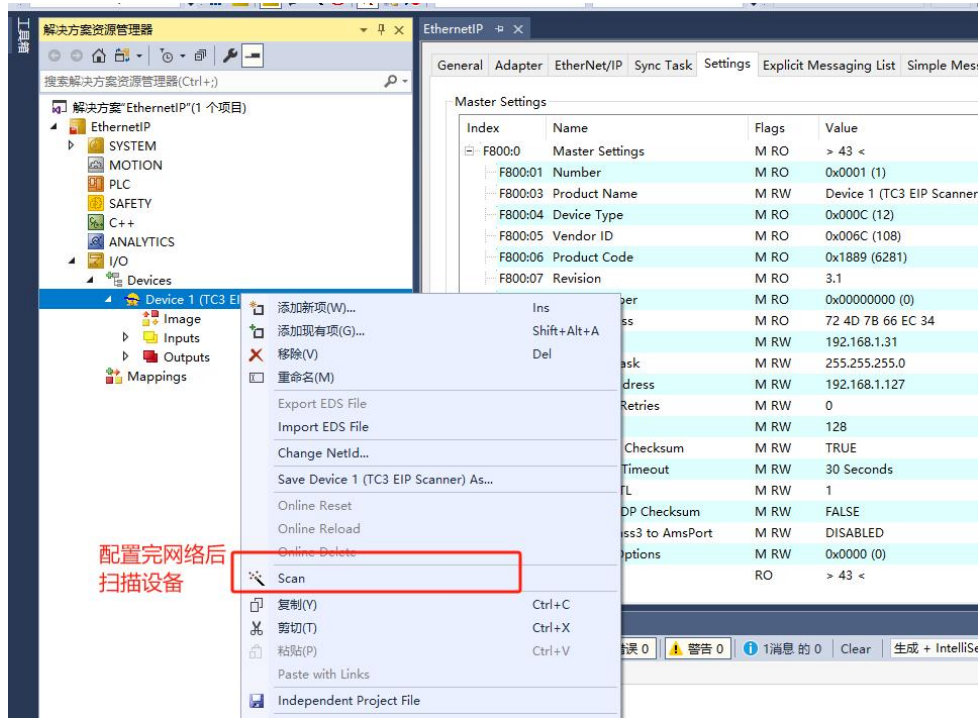 工具箱
解决方案资源管理器
搜索解决方案资源管理器(Ctrl+;)
解决方案"EthernetIP"(1 个项目)
EthernetIP
SYSTEM
MOTION
PLC
SAFETY
C++
ANALYTICS
I/O
Devices
Device 1 (TC3 EI
Image
Inputs
Outputs
Mappings
配置完网络后
扫描设备
添加新项(W)... Ins
添加现有项(G)... Shift+Alt+A
移除(V) Del
重命名(M)
Export EDS File
Import EDS File
Change NetId...
Save Device 1 (TC3 EIP Scanner) As...
Online Reset
Online Reload
Online Delete
Scan
复制(Y) Ctrl+C
剪切(T) Ctrl+X
粘贴(P) Ctrl+V
Paste with Links
Independent Project File
EthernetIP
General Adapter EtherNet/IP Sync Task Settings Explicit Messaging List Simple Mess
Master Settings
Index Name Flags Value
F800:0 Master Settings M RO > 43 <
F800:01 Number M RO 0x0001 (1)
F800:03 Product Name M RW Device 1 (TC3 EIP Scanner
F800:04 Device Type M RO 0x000C (12)
F800:05 Vendor ID M RO 0x006C (108)
F800:06 Product Code M RO 0x1889 (6281)
F800:07 Revision M RO 3.1
ber M RO 0x00000000 (0)
ss M RO 72 4D 7B 66 EC 34
M RW 192.168.1.31
ask M RW 255.255.255.0
dress M RW 192.168.1.127
Retries M RW 0
M RW 128
Checksum M RW TRUE
Timeout M RW 30 Seconds
TL M RW 1
DP Checksum M RW FALSE
ss3 to AmsPort M RW DISABLED
ptions M RW 0x0000 (0)
RO > 43 <
误 0 警告 0 1消息 的 0 Clear 生成 + IntelliSe